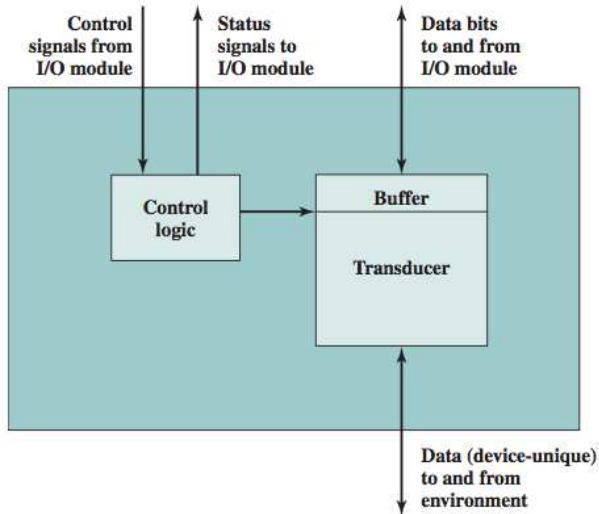 Control
signals from
I/O module
Status
signals to
I/O module
Data bits
to and from
I/O module
Control
logic
Buffer
Transducer
Data (device-unique)
to and from
environment